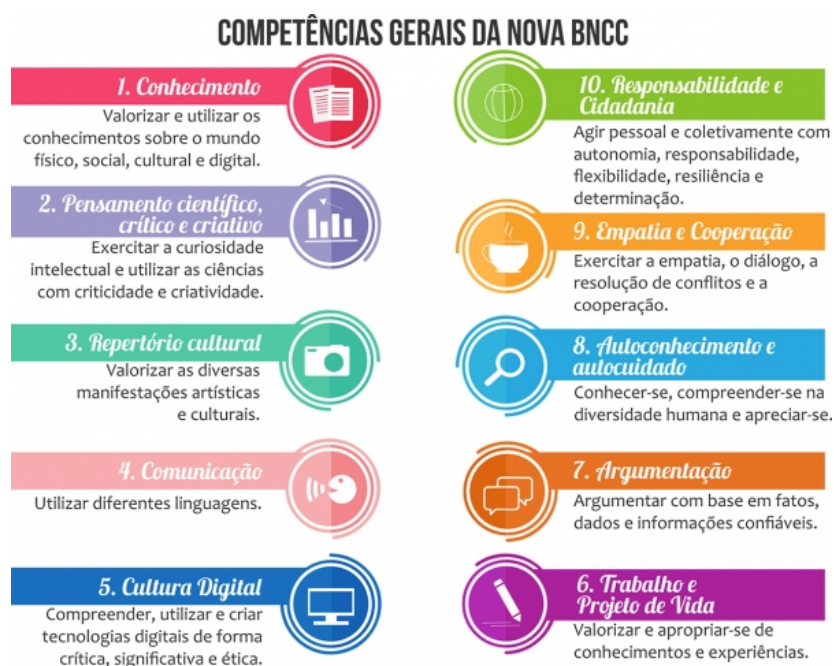 COMPETÊNCIAS GERAIS DA NOVA BNCC
1. Conhecimento
Valorizar e utilizar os
conhecimentos sobre o mundo
físico, social, cultural e digital.
2. Pensamento científico,
crítico e criativo
Exercitar a curiosidade
intelectual e utilizar as ciências
com criticidade e criatividade.
3. Repertório cultural
Valorizar as diversas
manifestações artísticas
e culturais.
4. Comunicação
Utilizar diferentes linguagens.
5. Cultura Digital
Compreender, utilizar e criar
tecnologias digitais de forma
crítica, significativa e ética.
10. Responsabilidade e
Cidadania
Agir pessoal e coletivamente com
autonomia, responsabilidade,
flexibilidade, resiliência e
determinação.
9. Empatia e Cooperação
Exercitar a empatia, o diálogo, a
resolução de conflitos e a
cooperação.
8. Autoconhecimento e
autocuidado
Conhecer-se, compreender-se na
diversidade humana e apreciar-se.
7. Argumentação
Argumentar com base em fatos,
dados e informações confiáveis.
6. Trabalho e
Projeto de Vida
Valorizar e apropriar-se de
conhecimentos e experiências.